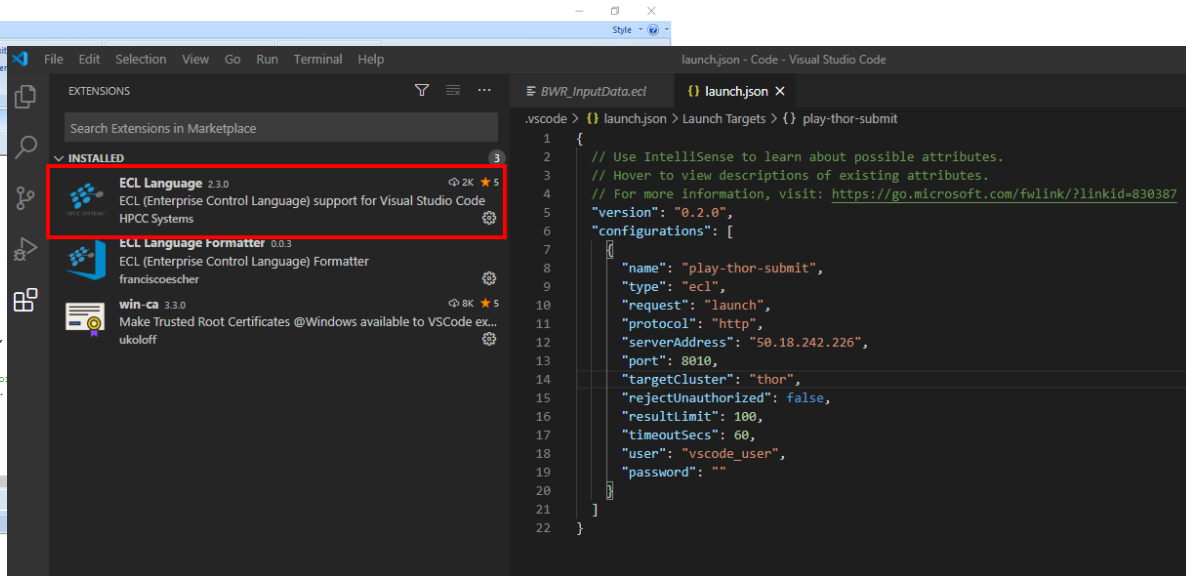 Style
File Edit Selection View Go Run Terminal Help
launch.json - Code - Visual Studio Code
EXTENSIONS
Search Extensions in Marketplace
INSTALLED
3
ECL Language 2.3.0
2K ★ 5
ECL (Enterprise Control Language) support for Visual Studio Code
HPCC Systems
HPCC SYSTEMS
ECL Language Formatter 0.0.3
ECL (Enterprise Control Language) Formatter
franciscoescher
win-ca 3.3.0
8K ★ 5
Make Trusted Root Certificates @Windows available to VSCode ex...
ukoloff
BWR_InputData.ecl
{} launch.json ×
.vscode > {} launch.json > Launch Targets > {} play-thor-submit
1 {
2 // Use IntelliSense to learn about possible attributes.
3 // Hover to view descriptions of existing attributes.
4 // For more information, visit: https://go.microsoft.com/fwlink/?linkid=830387
5 "version": "0.2.0",
6 "configurations": [
7 {
8 "name": "play-thor-submit",
9 "type": "ecl",
10 "request": "launch",
11 "protocol": "http",
12 "serverAddress": "50.18.242.226",
13 "port": 8010,
14 "targetCluster": "thor",
15 "rejectUnauthorized": false,
16 "resultLimit": 100,
17 "timeoutSecs": 60,
18 "user": "vscode_user",
19 "password": ""
20 }
21 ]
22 }